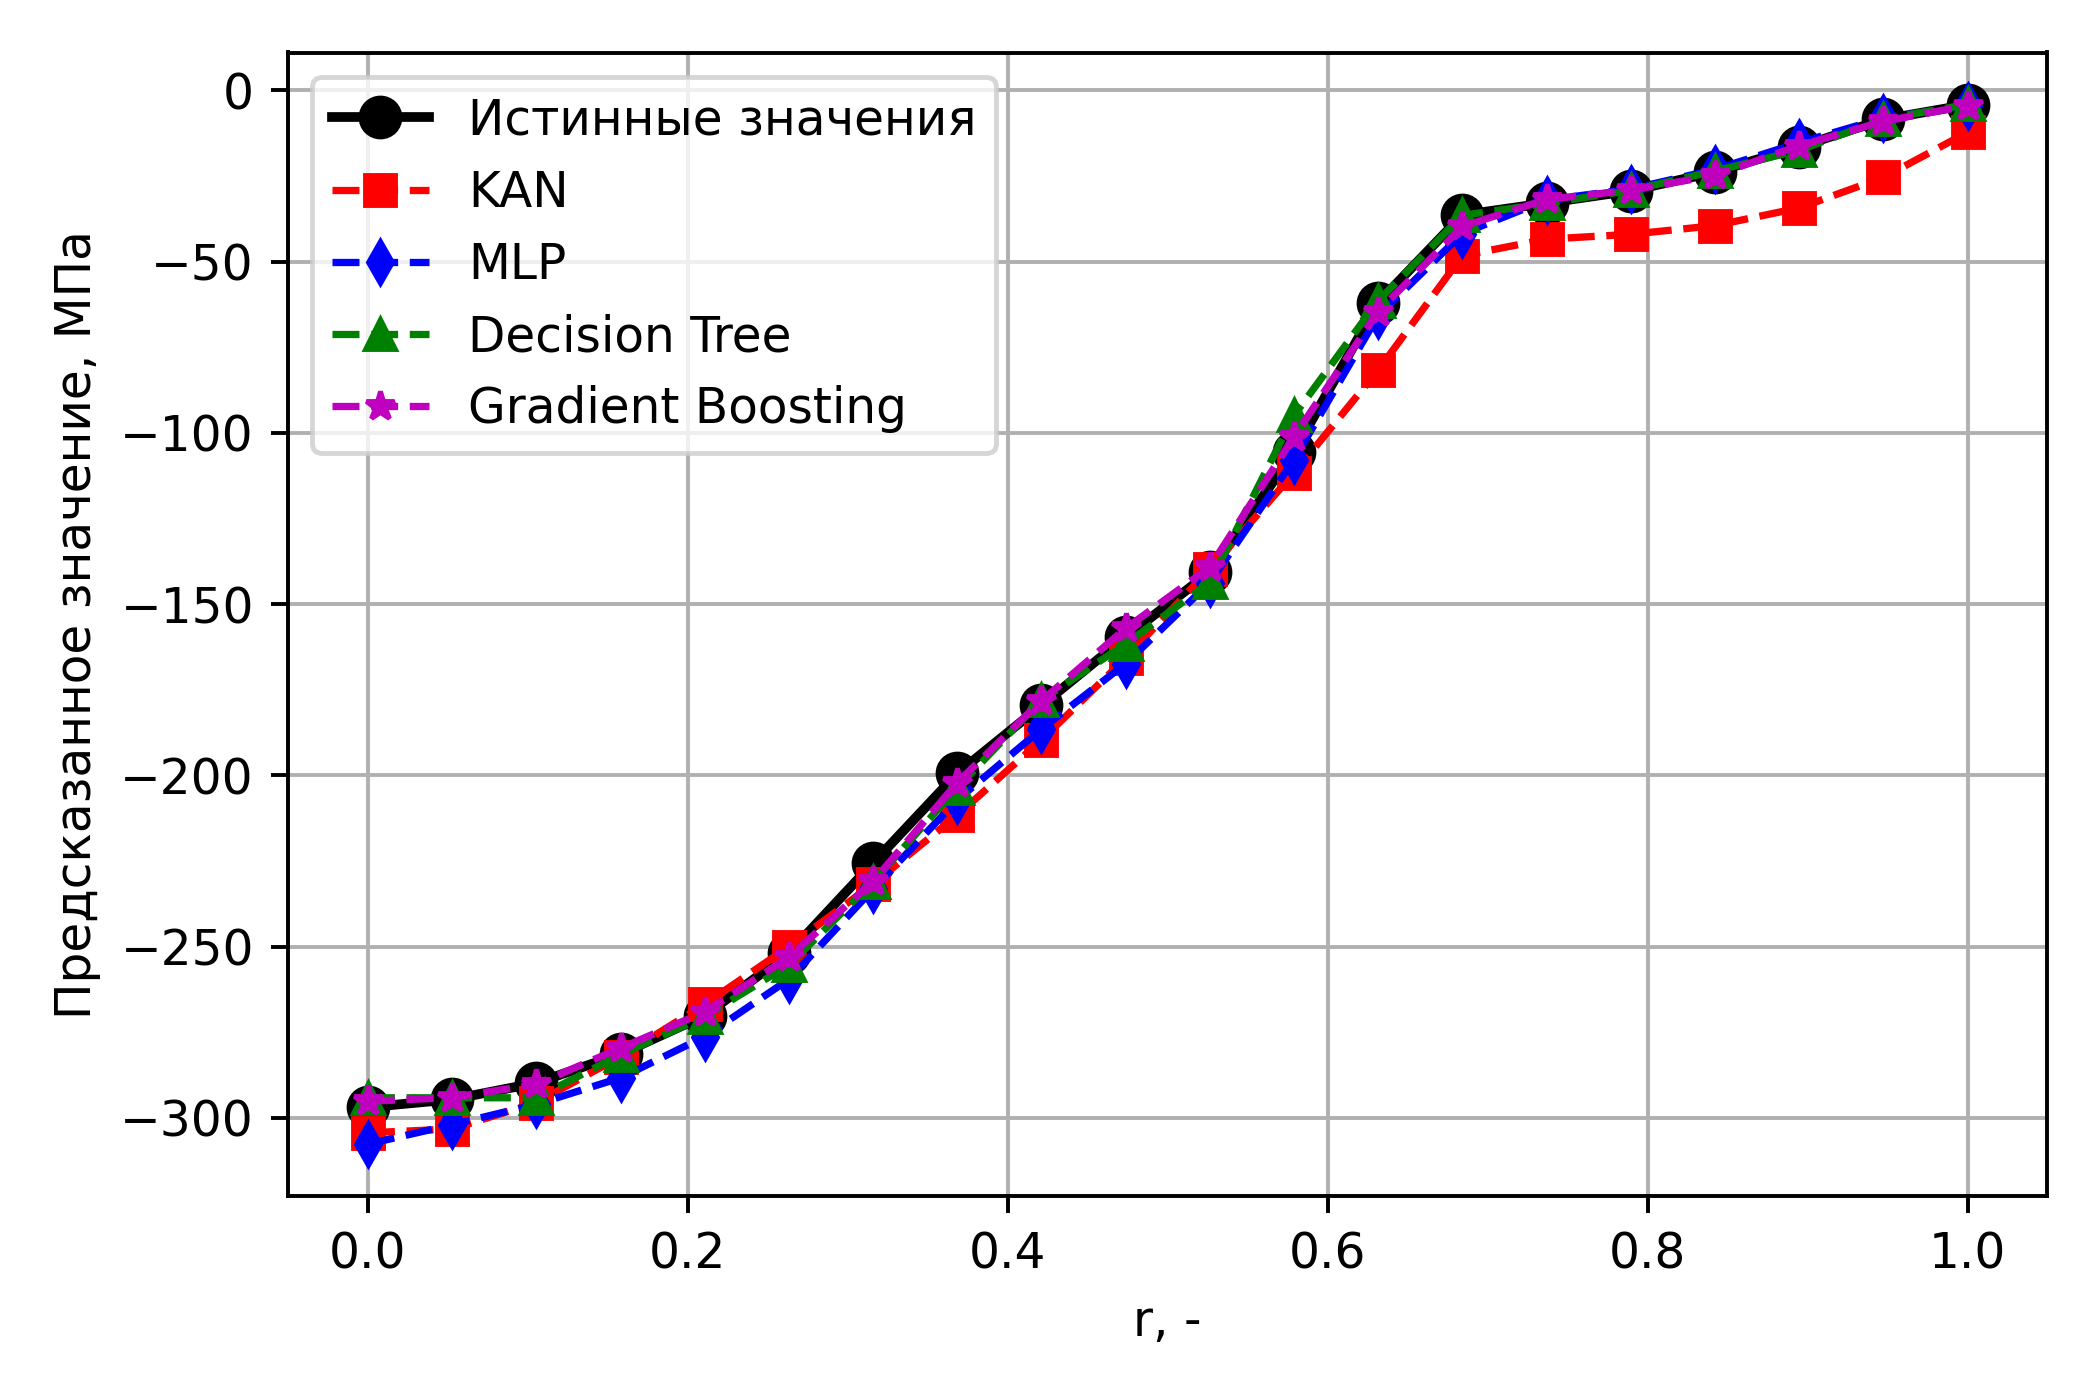 Истинные значения
KAN
MLP
Decision Tree
Gradient Boosting
Предсказанное значение, МПа
0
−50
−100
−150
−200
−250
−300
0.0 0.2 0.4 0.6 0.8 1.0
r, -